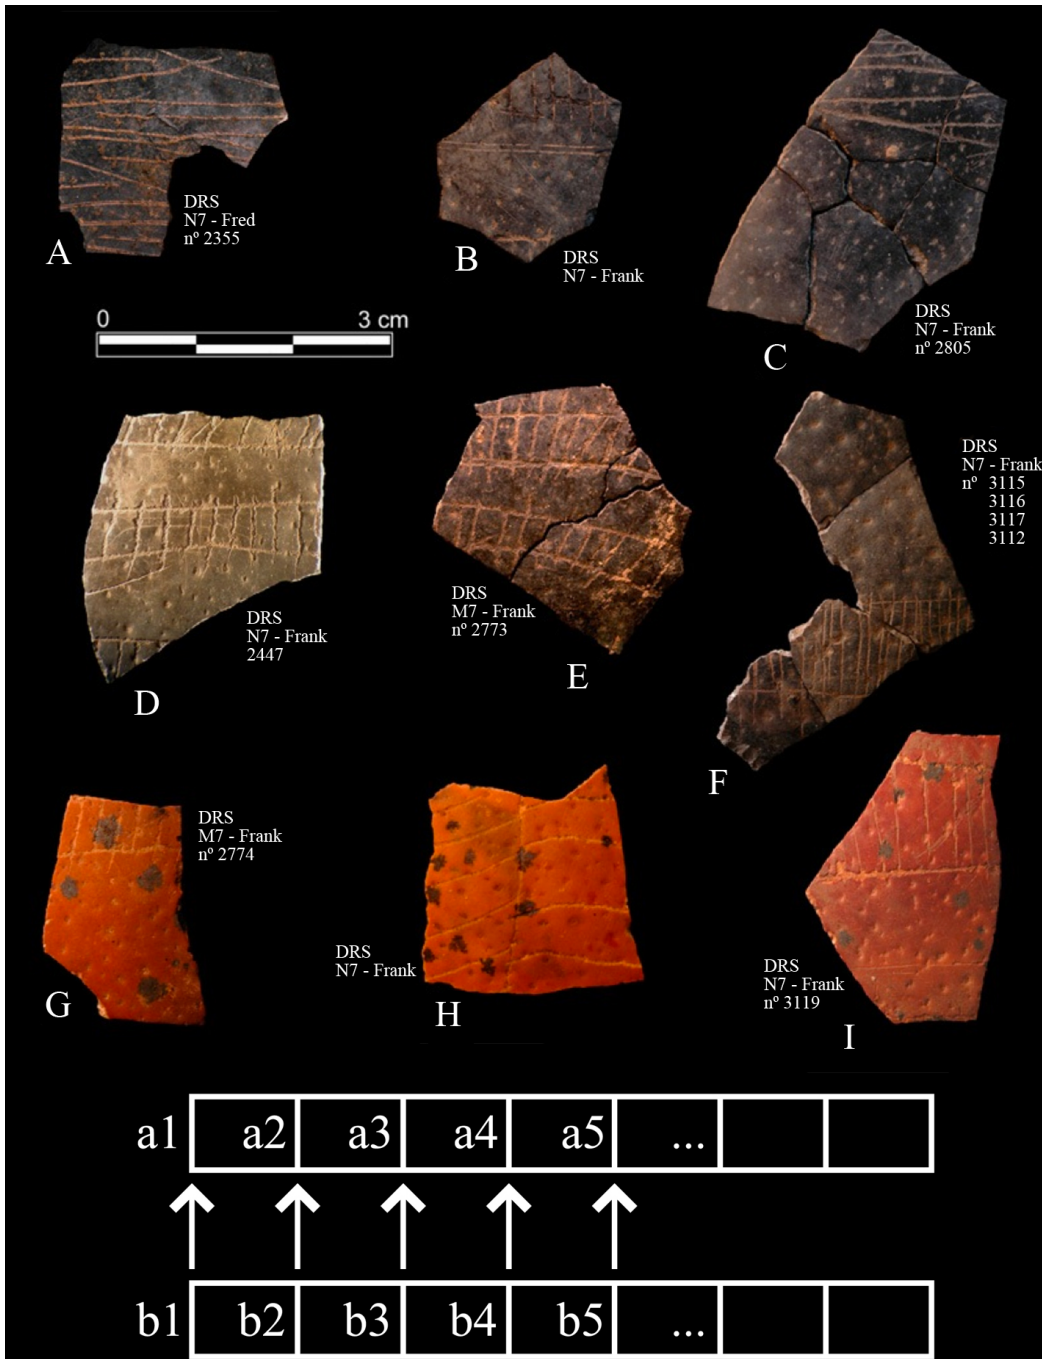 DRS
N7 - Fred
nº 2355
A
DRS
N7 - Frank
B
DRS
N7 - Frank
nº 2805
C
0 3 cm
DRS
N7 - Frank
2447
D
DRS
M7 - Frank
nº 2773
E
DRS
N7 - Frank
nº 3115
3116
3117
3112
F
DRS
M7 - Frank
nº 2774
G
DRS
N7 - Frank
H
DRS
N7 - Frank
nº 3119
I
a1 a2 a3 a4 a5 ...
b1 b2 b3 b4 b5 ...